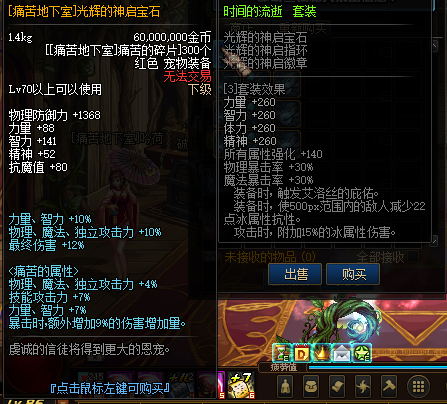 [痛苦地下室]光辉的神启宝石
1.4kg 60,000,000金币
[[痛苦地下室]痛苦的碎片]300个
红色 宠物装备
无法交易
Lv70以上可以使用 下级
物理防御力 +1368
力量 +88
智力 +141
精神 +52
抗魔值 +80
力量、智力 +10%
物理、魔法、独立攻击力 +10%
最终伤害 +12%
<痛苦的属性>
物理、魔法、独立攻击力 +4%
技能攻击力 +7%
力量、智力 +7%
暴击时,额外增加9%的伤害增加量。
虔诚的信徒将得到更大的恩宠。
『点击鼠标左键可购买』
时间的流逝 套装
光辉的神启宝石
光辉的神启指环
光辉的神启徽章
[3]套装效果
力量 +260
智力 +260
体力 +260
精神 +260
所有属性强化 +140
物理暴击率 +30%
魔法暴击率 +30%
装备时, 触发艾洛丝的庇佑。
装备时, 使500px范围内的敌人减少22
点冰属性抗性。
攻击时, 附加15%的冰属性伤害。
未接收的物品 全部接收
出售 购买
疲劳值